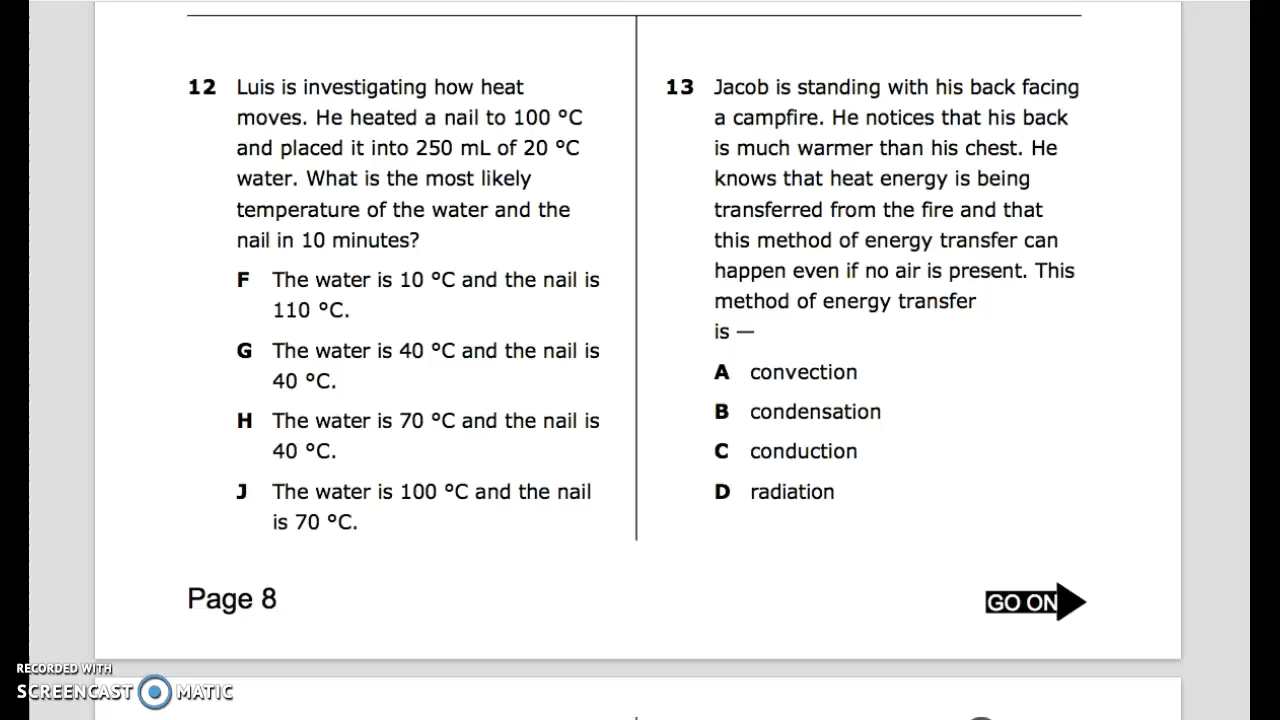 12 Luis is investigating how heat
moves. He heated a nail to 100 °C
and placed it into 250 mL of 20 °C
water. What is the most likely
temperature of the water and the
nail in 10 minutes?
F The water is 10 °C and the nail is
110 °C.
G The water is 40 °C and the nail is
40 °C.
H The water is 70 °C and the nail is
40 °C.
J The water is 100 °C and the nail
is 70 °C.
13 Jacob is standing with his back facing
a campfire. He notices that his back
is much warmer than his chest. He
knows that heat energy is being
transferred from the fire and that
this method of energy transfer can
happen even if no air is present. This
method of energy transfer
is —
A convection
B condensation
C conduction
D radiation
Page 8
GO ON
RECORDED WITH
SCREENCAST MATIC